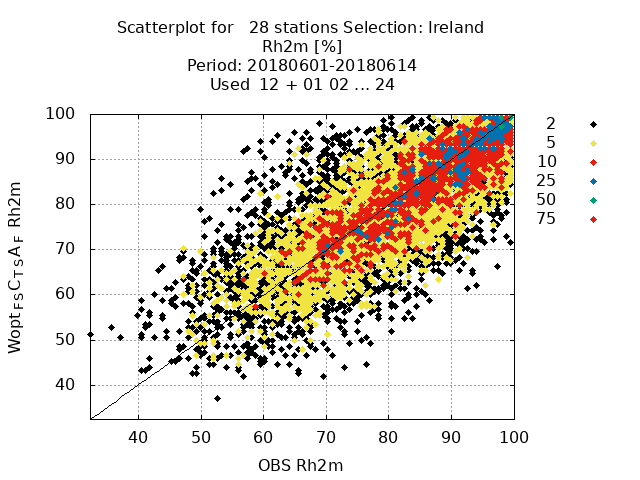 Scatterplot for   28 stations Selection: Ireland
Rh2m [%]
Period: 20180601-20180614
Used  12 + 01 02 ... 24
100
90
80
70
60
50
40
Wopt FS C T S A F Rh2m
40 50 60 70 80 90 100
OBS Rh2m
2
5
10
25
50
75